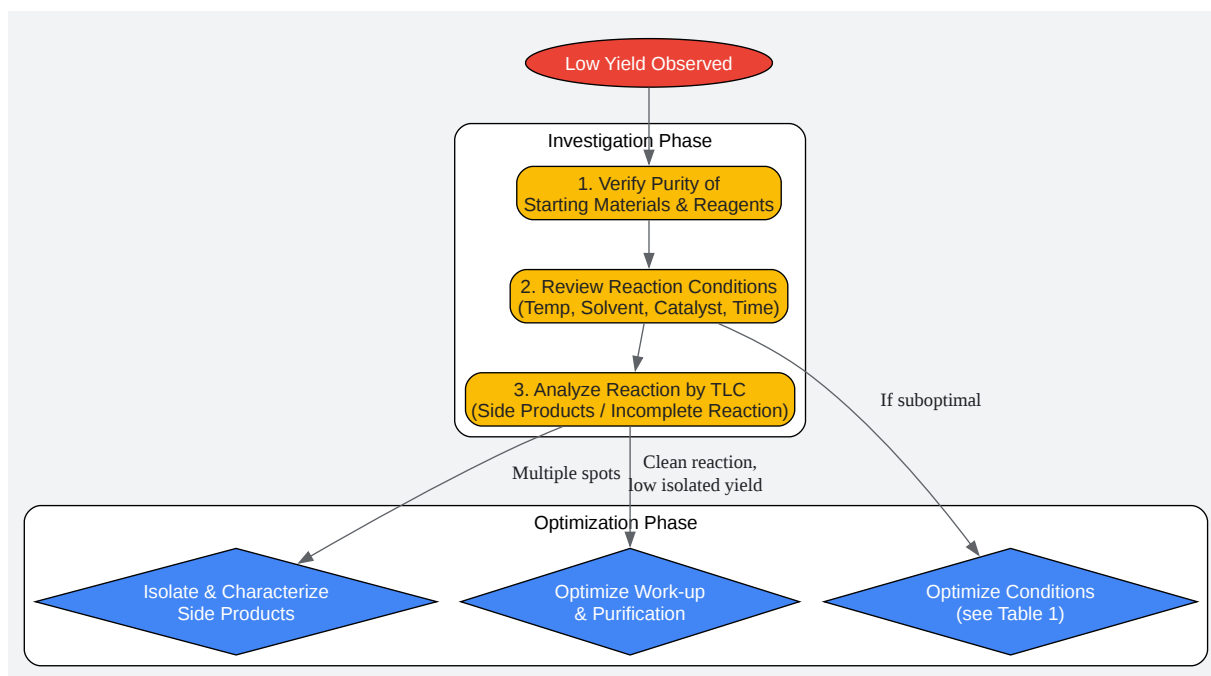 Low Yield Observed
Investigation Phase
1. Verify Purity of
Starting Materials & Reagents
2. Review Reaction Conditions
(Temp, Solvent, Catalyst, Time)
3. Analyze Reaction by TLC
(Side Products / Incomplete Reaction)
If suboptimal
Multiple spots
Clean reaction,
low isolated yield
Optimization Phase
Isolate & Characterize
Side Products
Optimize Work-up
& Purification
Optimize Conditions
(see Table 1)